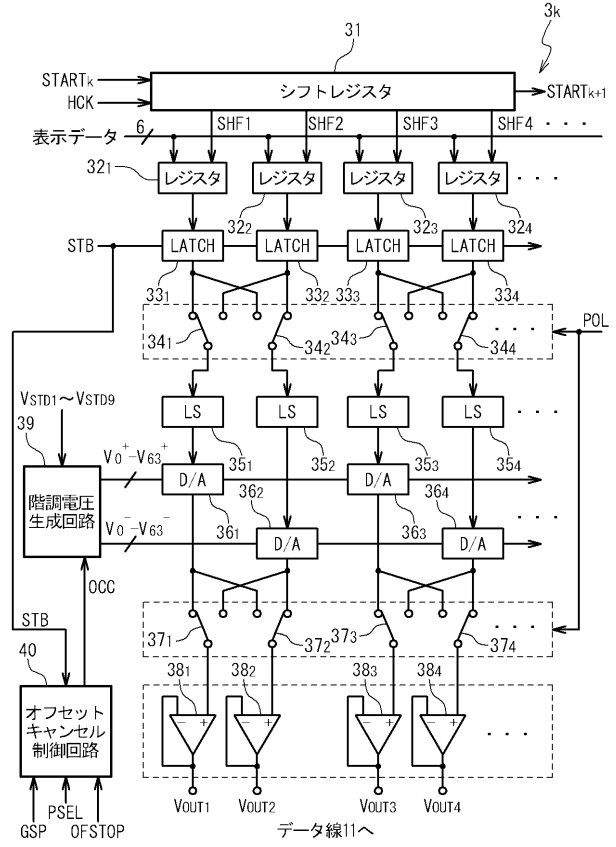 3k
31
STARTk
HCK
シフトレジスタ
STARTk+1
SHF1 SHF2 SHF3 SHF4 ・・・
表示データ 6
レジスタ レジスタ レジスタ レジスタ ・・・
321 322 323 324
STB LATCH LATCH LATCH LATCH
331 332 333 334
341 342 343 344 ・・・ POL
VSTD1〜VSTD9
LS LS LS LS ・・・
39
351 352 353 354
V0+−V63+
D/A D/A
階調電圧
生成回路
361 362 363 364
V0-−V63-
D/A D/A ・・・
OCC
STB
371 372 373 374 ・・・
40
381 382 383 384
オフセット
キャンセル
制御回路
− + − + − + − + ・・・
GSP PSEL OFSTOP
VOUT1 VOUT2 VOUT3 VOUT4
データ線11へ